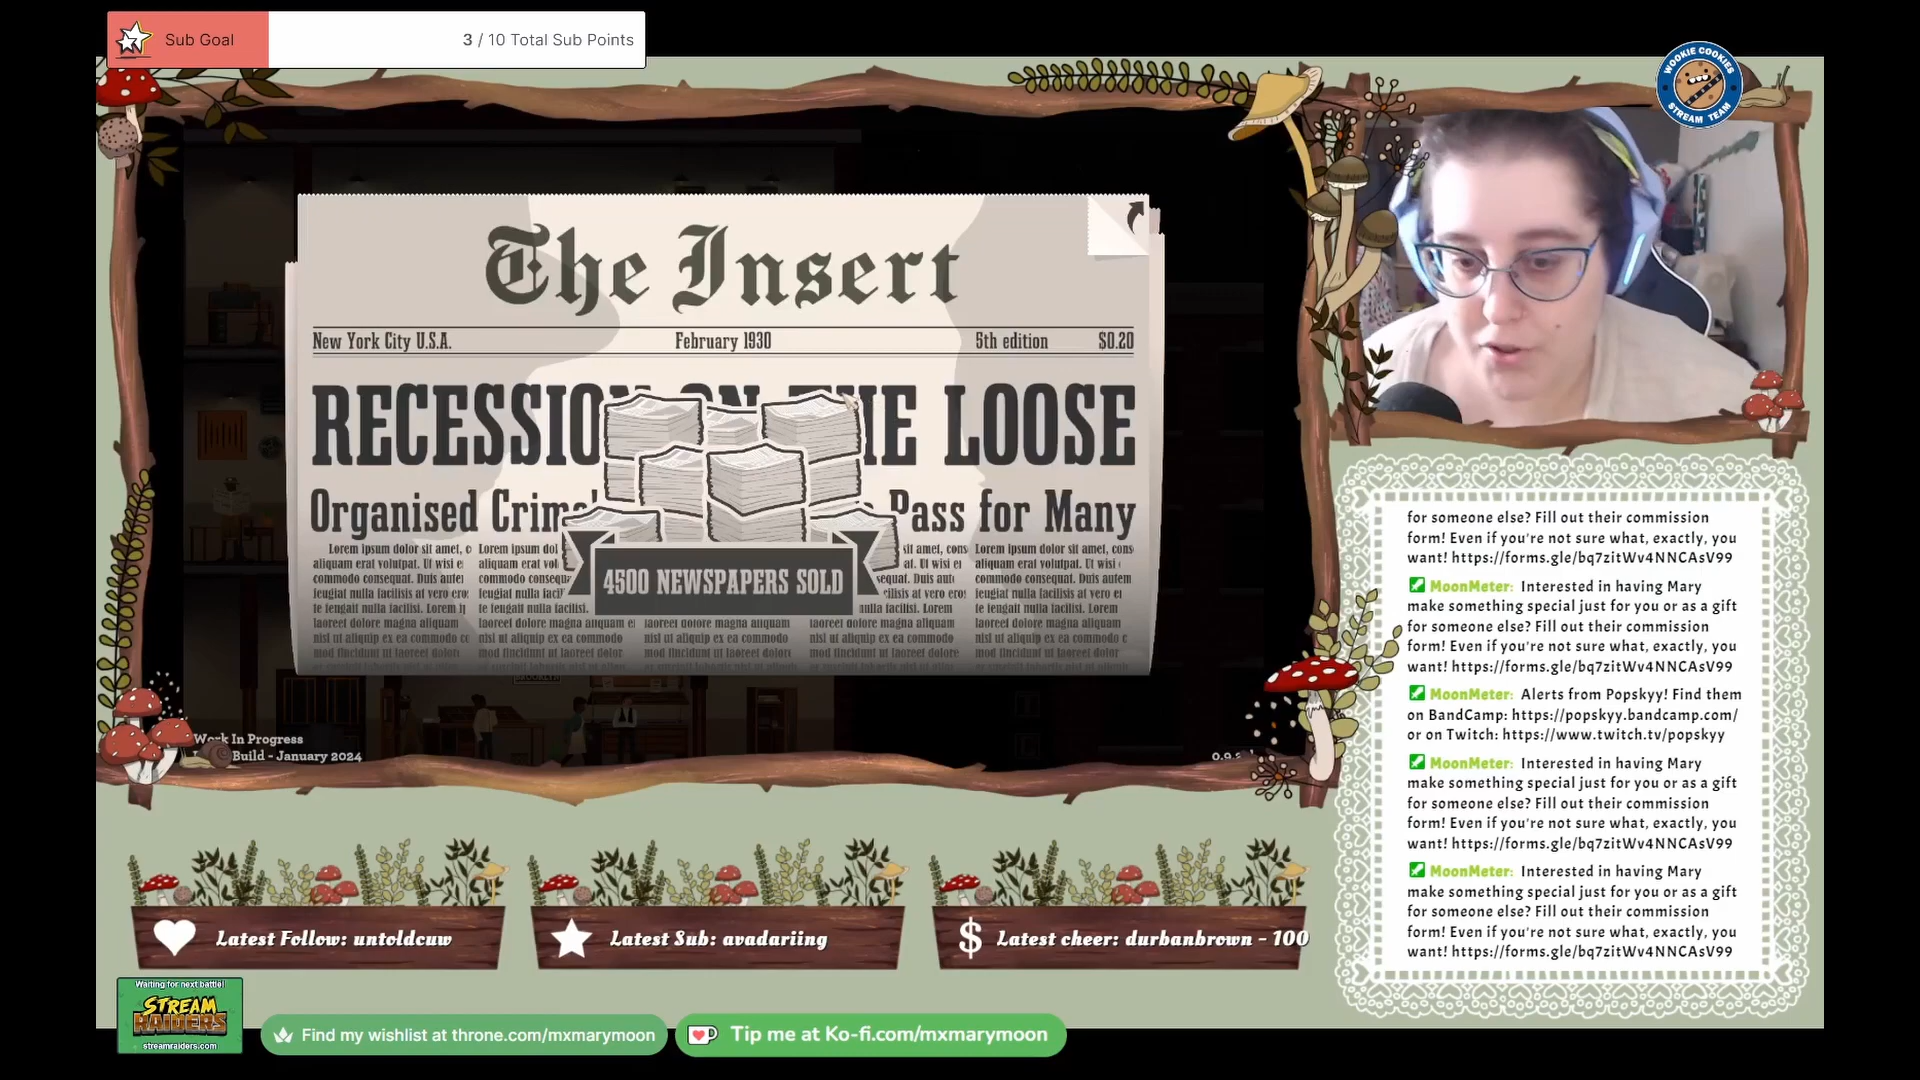 Sub Goal
3 / 10 Total Sub Points
WOOKIE COOKIES
STREAM TEAM
The Insert
New York City U.S.A.
February 1930
5th edition
$0.20
RECESSION ON THE LOOSE
Organised Crime
Pass for Many
4500 NEWSPAPERS SOLD
Work In Progress
Build - January 2024
for someone else? Fill out their commission
form! Even if you're not sure what, exactly, you
want! https://forms.gle/bq7zitWv4NNCAsV99
MoonMeter: Interested in having Mary
make something special just for you or as a gift
for someone else? Fill out their commission
form! Even if you're not sure what, exactly, you
want! https://forms.gle/bq7zitWv4NNCAsV99
MoonMeter: Alerts from Popskyy! Find them
on BandCamp: https://popskyy.bandcamp.com/
or on Twitch: https://www.twitch.tv/popskyy
MoonMeter: Interested in having Mary
make something special just for you or as a gift
for someone else? Fill out their commission
form! Even if you're not sure what, exactly, you
want! https://forms.gle/bq7zitWv4NNCAsV99
MoonMeter: Interested in having Mary
make something special just for you or as a gift
for someone else? Fill out their commission
form! Even if you're not sure what, exactly, you
want! https://forms.gle/bq7zitWv4NNCAsV99
Latest Follow: untoldcuw
Latest Sub: avadariing
Latest cheer: durbanbrown - 100
Waiting for next battle!
STREAM
RAIDERS
streamraiders.com
Find my wishlist at throne.com/mxmarymoon
Tip me at Ko-fi.com/mxmarymoon